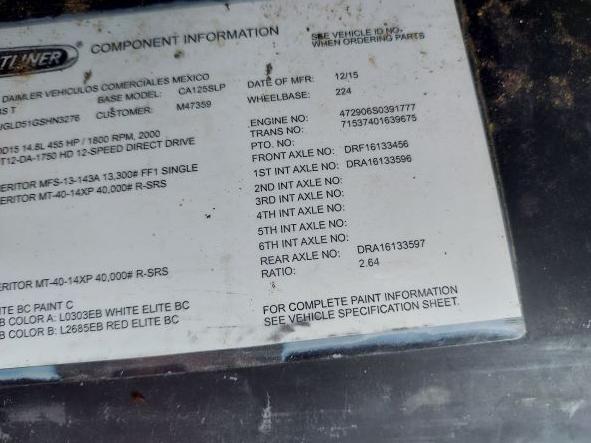 TLINER ® COMPONENT INFORMATION
SEE VEHICLE ID NO.
WHEN ORDERING PARTS
DAIMLER VEHICULOS COMERCIALES MEXICO
S T BASE MODEL: CA125SLP
JGLD51GSHN3276 CUSTOMER: M47359
D15 14.8L 455 HP / 1800 RPM, 2000
T12-DA-1750 HD 12-SPEED DIRECT DRIVE
ERITOR MFS-13-143A 13,300# FF1 SINGLE
ERITOR MT-40-14XP 40,000# R-SRS
ERITOR MT-40-14XP 40,000# R-SRS
ITE BC PAINT C
B COLOR A: L0303EB WHITE ELITE BC
B COLOR B: L2685EB RED ELITE BC
DATE OF MFR: 12/15
WHEELBASE: 224
ENGINE NO: 472906S0391777
TRANS NO: 71537401639675
PTO. NO:
FRONT AXLE NO: DRF16133456
1ST INT AXLE NO: DRA16133596
2ND INT AXLE NO:
3RD INT AXLE NO:
4TH INT AXLE NO:
5TH INT AXLE NO:
6TH INT AXLE NO:
REAR AXLE NO: DRA16133597
RATIO: 2.64
FOR COMPLETE PAINT INFORMATION
SEE VEHICLE SPECIFICATION SHEET.